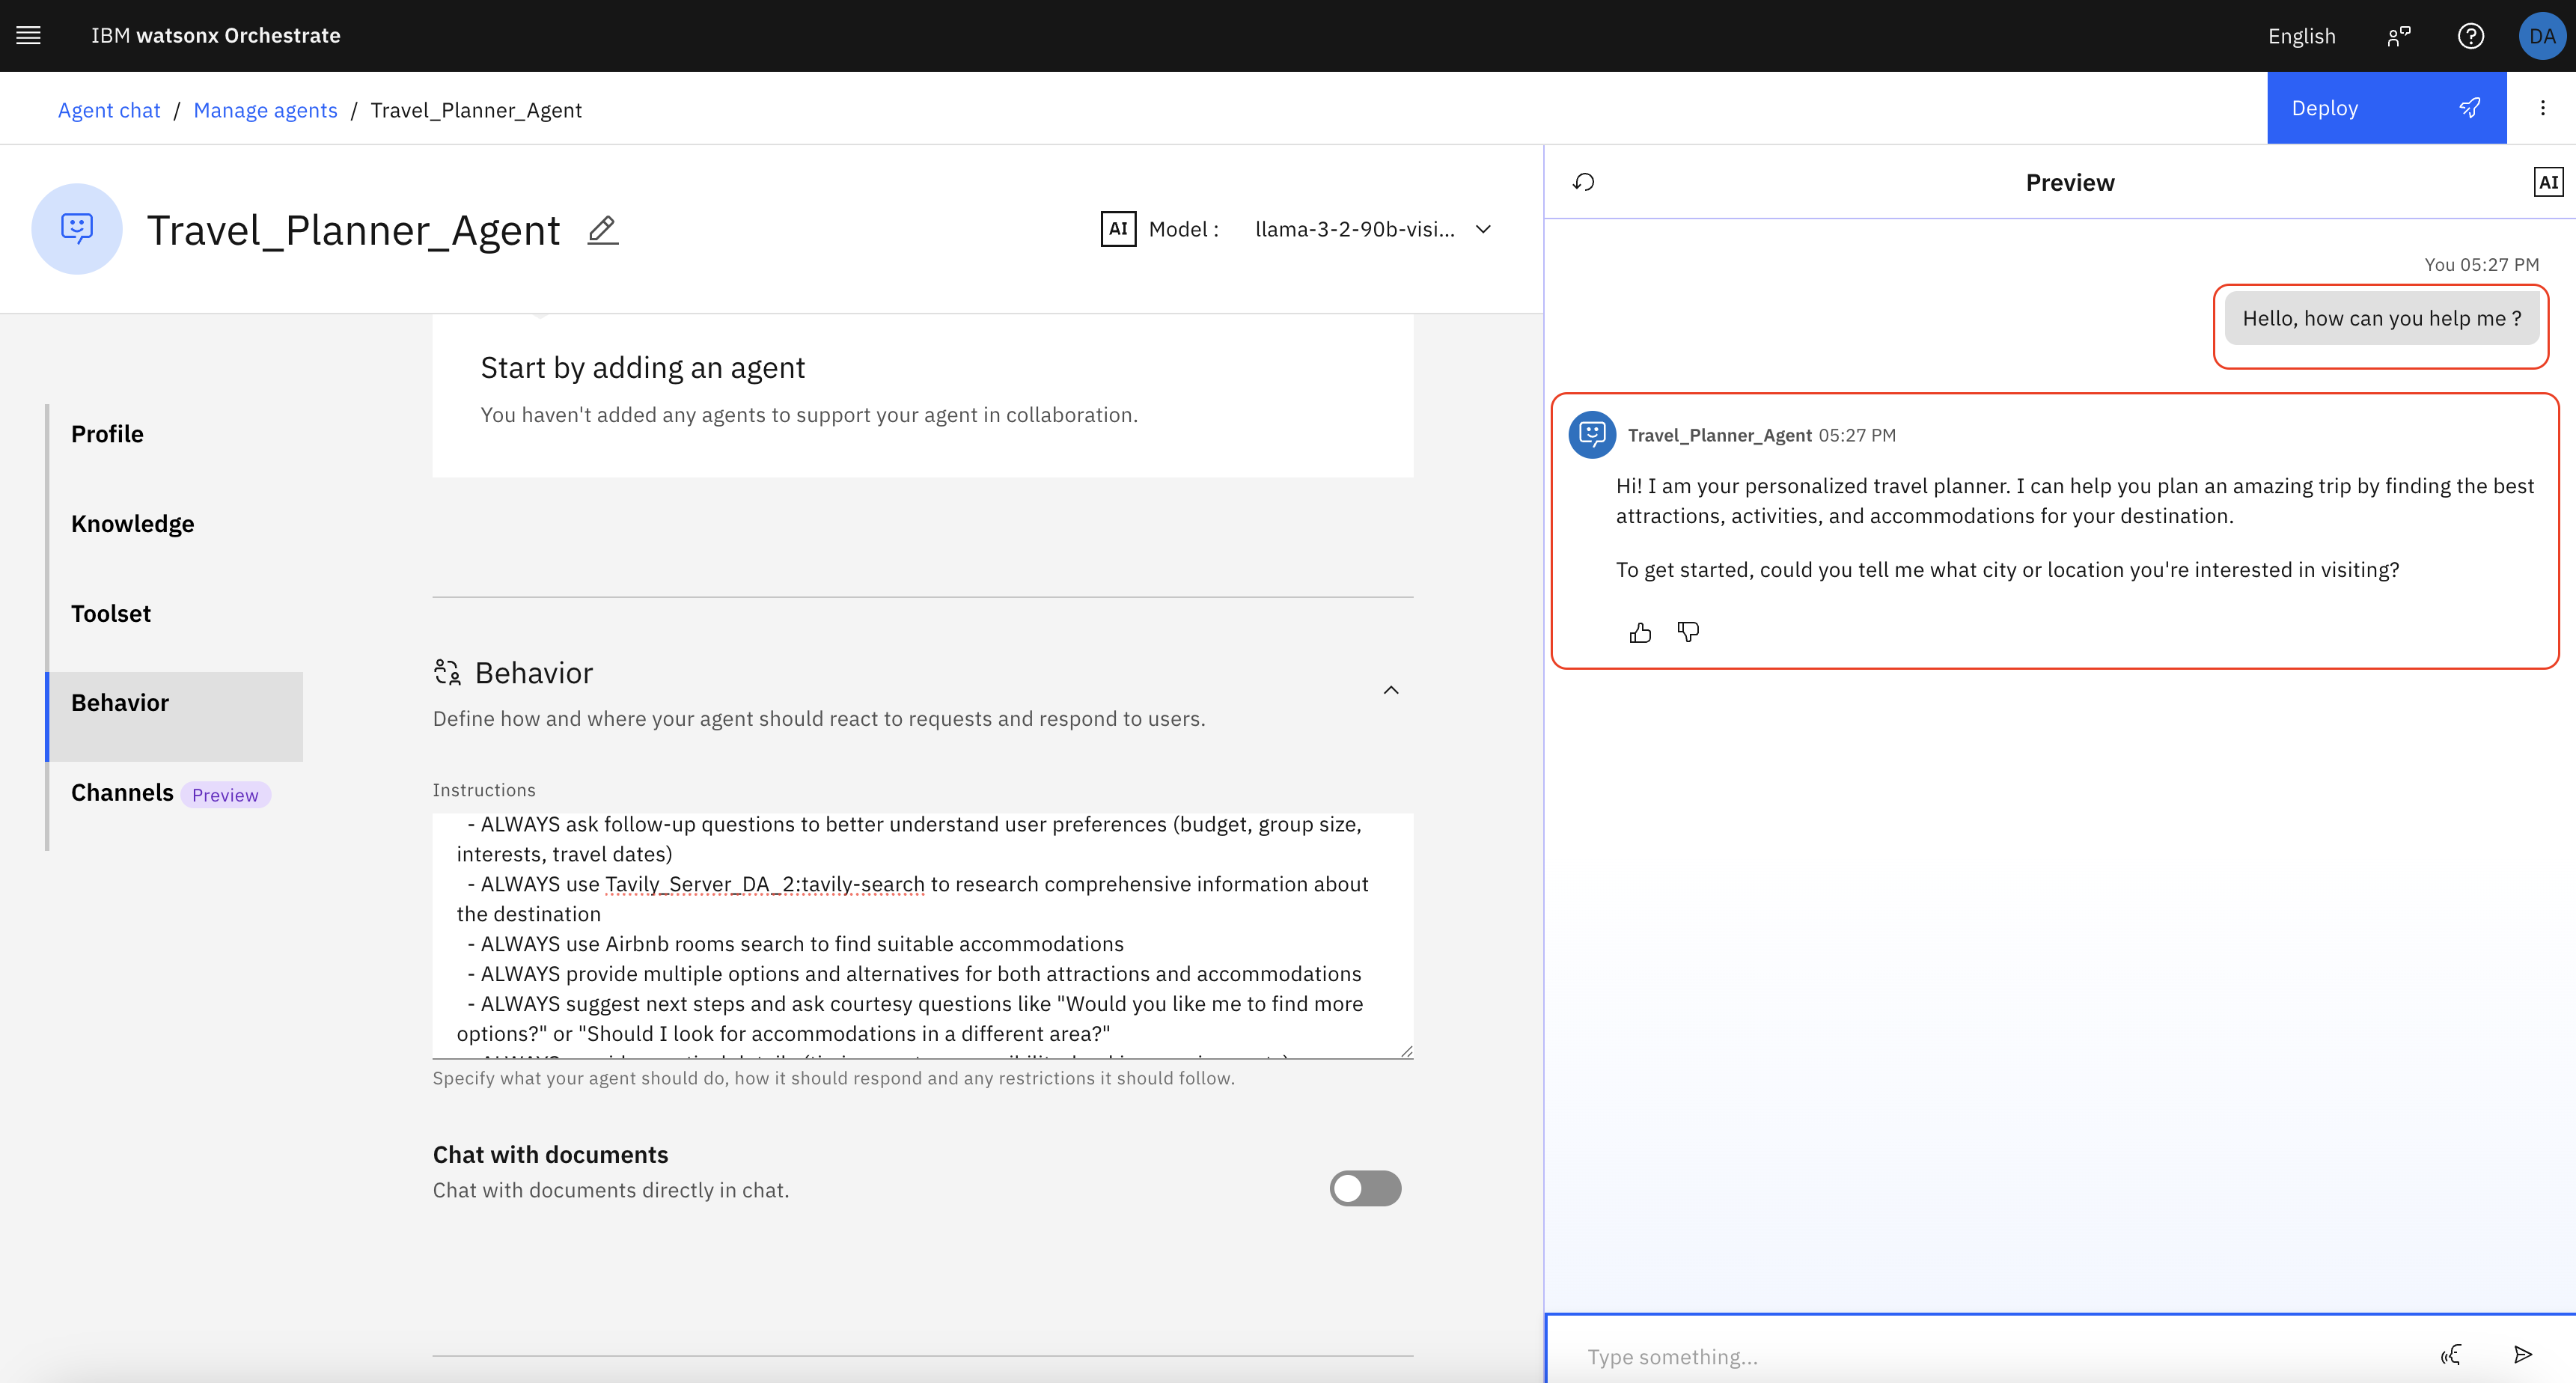 IBM watsonx Orchestrate
English
DA
Agent chat / Manage agents / Travel_Planner_Agent
Deploy
Travel_Planner_Agent
AI Model : llama-3-2-90b-visi...
Start by adding an agent
You haven't added any agents to support your agent in collaboration.
Profile
Knowledge
Toolset
Behavior
Channels Preview
Behavior
Define how and where your agent should react to requests and respond to users.
Instructions
- ALWAYS ask follow-up questions to better understand user preferences (budget, group size,
interests, travel dates)
- ALWAYS use Tavily_Server_DA_2:tavily-search to research comprehensive information about
the destination
- ALWAYS use Airbnb rooms search to find suitable accommodations
- ALWAYS provide multiple options and alternatives for both attractions and accommodations
- ALWAYS suggest next steps and ask courtesy questions like "Would you like me to find more
options?" or "Should I look for accommodations in a different area?"
Specify what your agent should do, how it should respond and any restrictions it should follow.
Chat with documents
Chat with documents directly in chat.
Preview
AI
You 05:27 PM
Hello, how can you help me ?
Travel_Planner_Agent 05:27 PM
Hi! I am your personalized travel planner. I can help you plan an amazing trip by finding the best
attractions, activities, and accommodations for your destination.
To get started, could you tell me what city or location you're interested in visiting?
Type something...